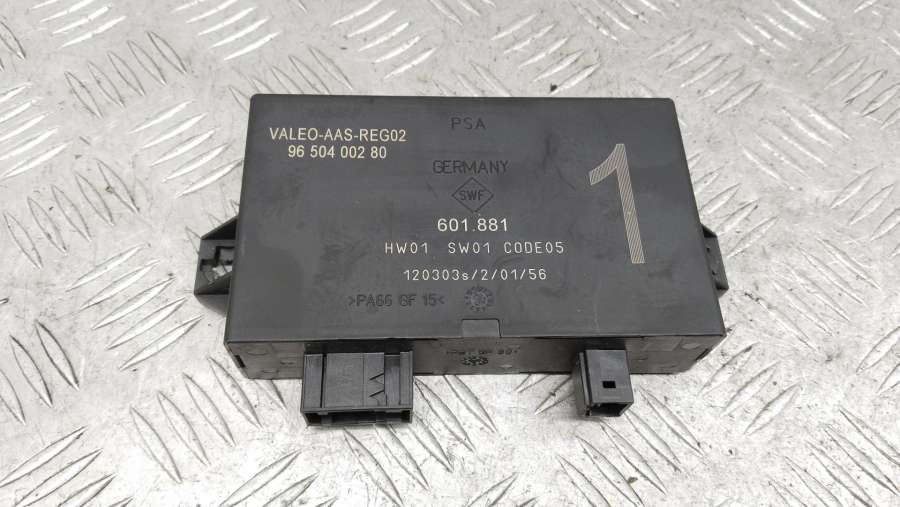 PSA
VALEO-AAS-REG02
96 504 002 80
GERMANY
SWF
1
601.881
HW01 SW01 CODE05
120303s/2/01/56
>PA66 GF 15<